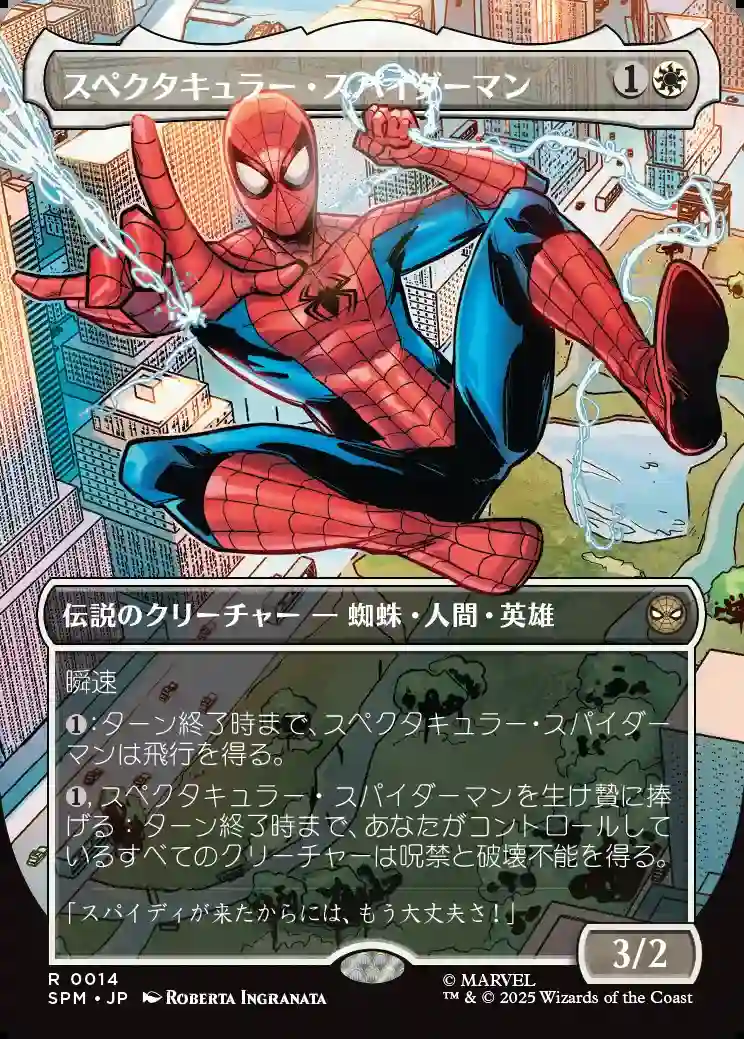 スペクタキュラー・スパイダーマン 1
伝説のクリーチャー — 蜘蛛・人間・英雄
瞬速
1:ターン終了時まで、スペクタキュラー・スパイダー
マンは飛行を得る。
1, スペクタキュラー・スパイダーマンを生け贄に捧
げる:ターン終了時まで、あなたがコントロールして
いるすべてのクリーチャーは呪禁と破壊不能を得る。
「スパイディが来たからには、もう大丈夫さ!」
3/2
R 0014
SPM・JP ROBERTA INGRANATA
© MARVEL
™ & © 2025 Wizards of the Coast